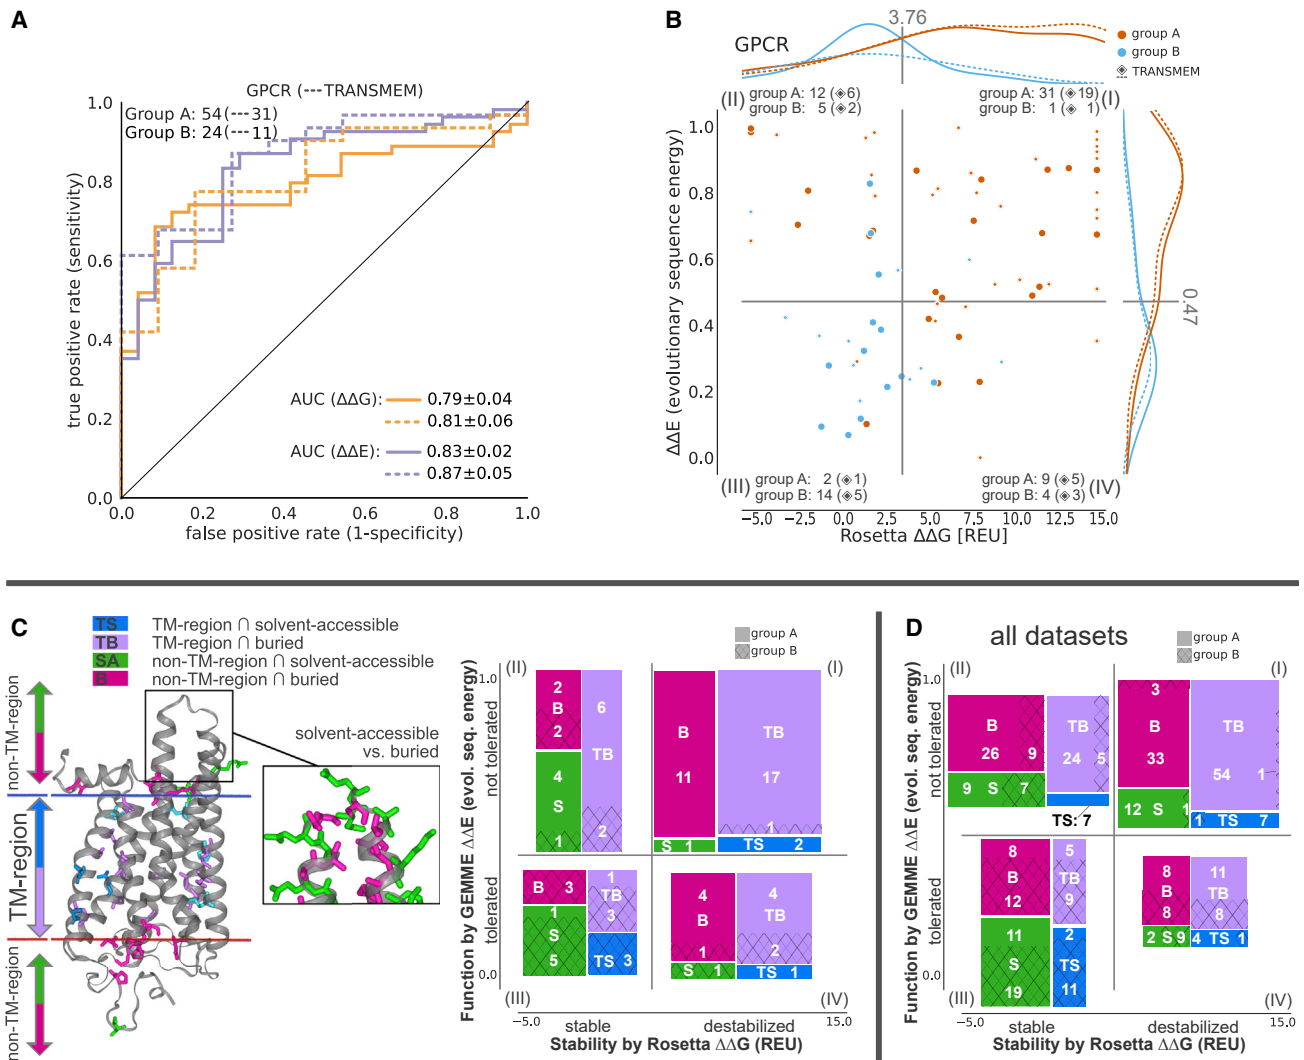 A
GPCR (---TRANSMEM)
Group A: 54(---31)
Group B: 24(---11)
1.0
0.8
0.6
0.4
0.2
0.0
true positive rate (sensitivity)
AUC (ΔΔG):
0.79±0.04
0.81±0.06
AUC (ΔΔE):
0.83±0.02
0.87±0.05
0.0 0.2 0.4 0.6 0.8 1.0
false positive rate (1-specificity)
B
GPCR
3.76
group A
group B
TRANSMEM
(II)
group A: 12 (◈6)
group B: 5 (◈2)
group A: 31 (◈19)
group B: 1 (◈ 1)
(I)
1.0
0.8
0.6
0.4
0.2
0.0
ΔΔE (evolutionary sequence energy)
0.47
(III)
group A: 2 (◈1)
group B: 14 (◈5)
group A: 9 (◈5)
group B: 4 (◈3)
(IV)
−5.0 −2.5 0.0 2.5 5.0 7.5 10.0 12.5 15.0
Rosetta ΔΔG [REU]
C
TS TM-region ∩ solvent-accessible
TB TM-region ∩ buried
SA non-TM-region ∩ solvent-accessible
B non-TM-region ∩ buried
non-TM-region
TM-region
non-TM-region
solvent-accessible
vs. buried
group A
group B
(II)
(I)
1.0
0.0
Function by GEMME ΔΔE (evol. seq. energy)
not tolerated
tolerated
2
B
2
4
S
1
6
TB
2
B
11
S 1
TB
17
1
TS 2
B 3
1
S
5
1
TB
3
TS 3
4
B
1
S 1
4
TB
2
TS 1
(III)
(IV)
−5.0
stable
destabilized
15.0
Stability by Rosetta ΔΔG (REU)
D
all datasets
group A
group B
(II)
(I)
1.0
0.0
Function by GEMME ΔΔE (evol. seq. energy)
not tolerated
tolerated
B
26 9
9 S 7
TB
24 5
TS: 7
3
B
33
12 S 1
TB
54 1
1 TS 7
8
B
12
11
S
19
5
TB
9
2
TS
11
8
B
8
2 S 9
11
TB
8
4 TS 1
(III)
(IV)
−5.0
stable
destabilized
15.0
Stability by Rosetta ΔΔG (REU)